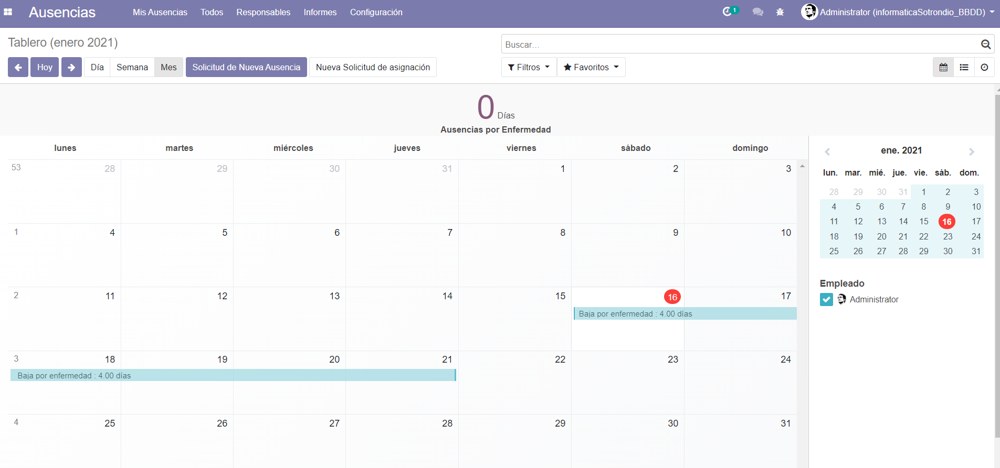 Ausencias Mis Ausencias Todos Responsables Informes Configuración 1 Administrator (informaticaSotrondio_BBDD)
Tablero (enero 2021)
Buscar...
Hoy Día Semana Mes Solicitud de Nueva Ausencia Nueva Solicitud de asignación Filtros Favoritos
0 Días
Ausencias por Enfermedad
lunes martes miércoles jueves viernes sábado domingo
53 28 29 30 31 1 2 3
1 4 5 6 7 8 9 10
2 11 12 13 14 15 16 17
Baja por enfermedad : 4.00 días
3 18 19 20 21 22 23 24
Baja por enfermedad : 4.00 días
4 25 26 27 28 29 30 31
ene. 2021
lun. mar. mié. jue. vie. sáb. dom.
28 29 30 31 1 2 3
4 5 6 7 8 9 10
11 12 13 14 15 16 17
18 19 20 21 22 23 24
25 26 27 28 29 30 31
Empleado
Administrator